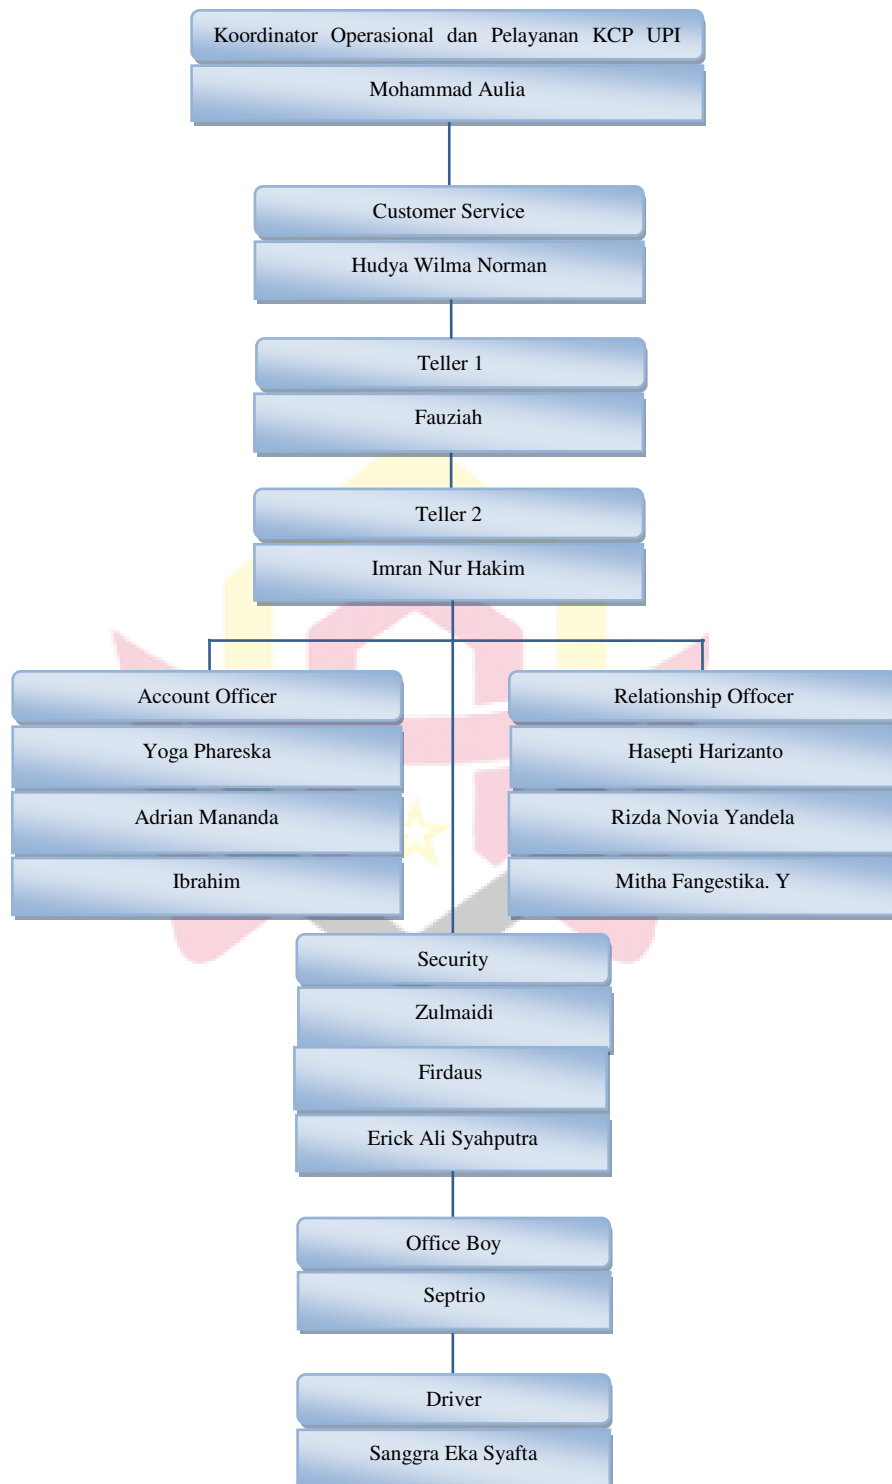 Koordinator Operasional dan Pelayanan KCP UPI
Mohammad Aulia
Customer Service
Hudya Wilma Norman
Teller 1
Fauziah
Teller 2
Imran Nur Hakim
Account Officer
Yoga Phareska
Adrian Mananda
Ibrahim
Relationship Offocer
Hasepti Harizanto
Rizda Novia Yandela
Mitha Fangestika. Y
Security
Zulmaidi
Firdaus
Erick Ali Syahputra
Office Boy
Septrio
Driver
Sanggra Eka Syafta